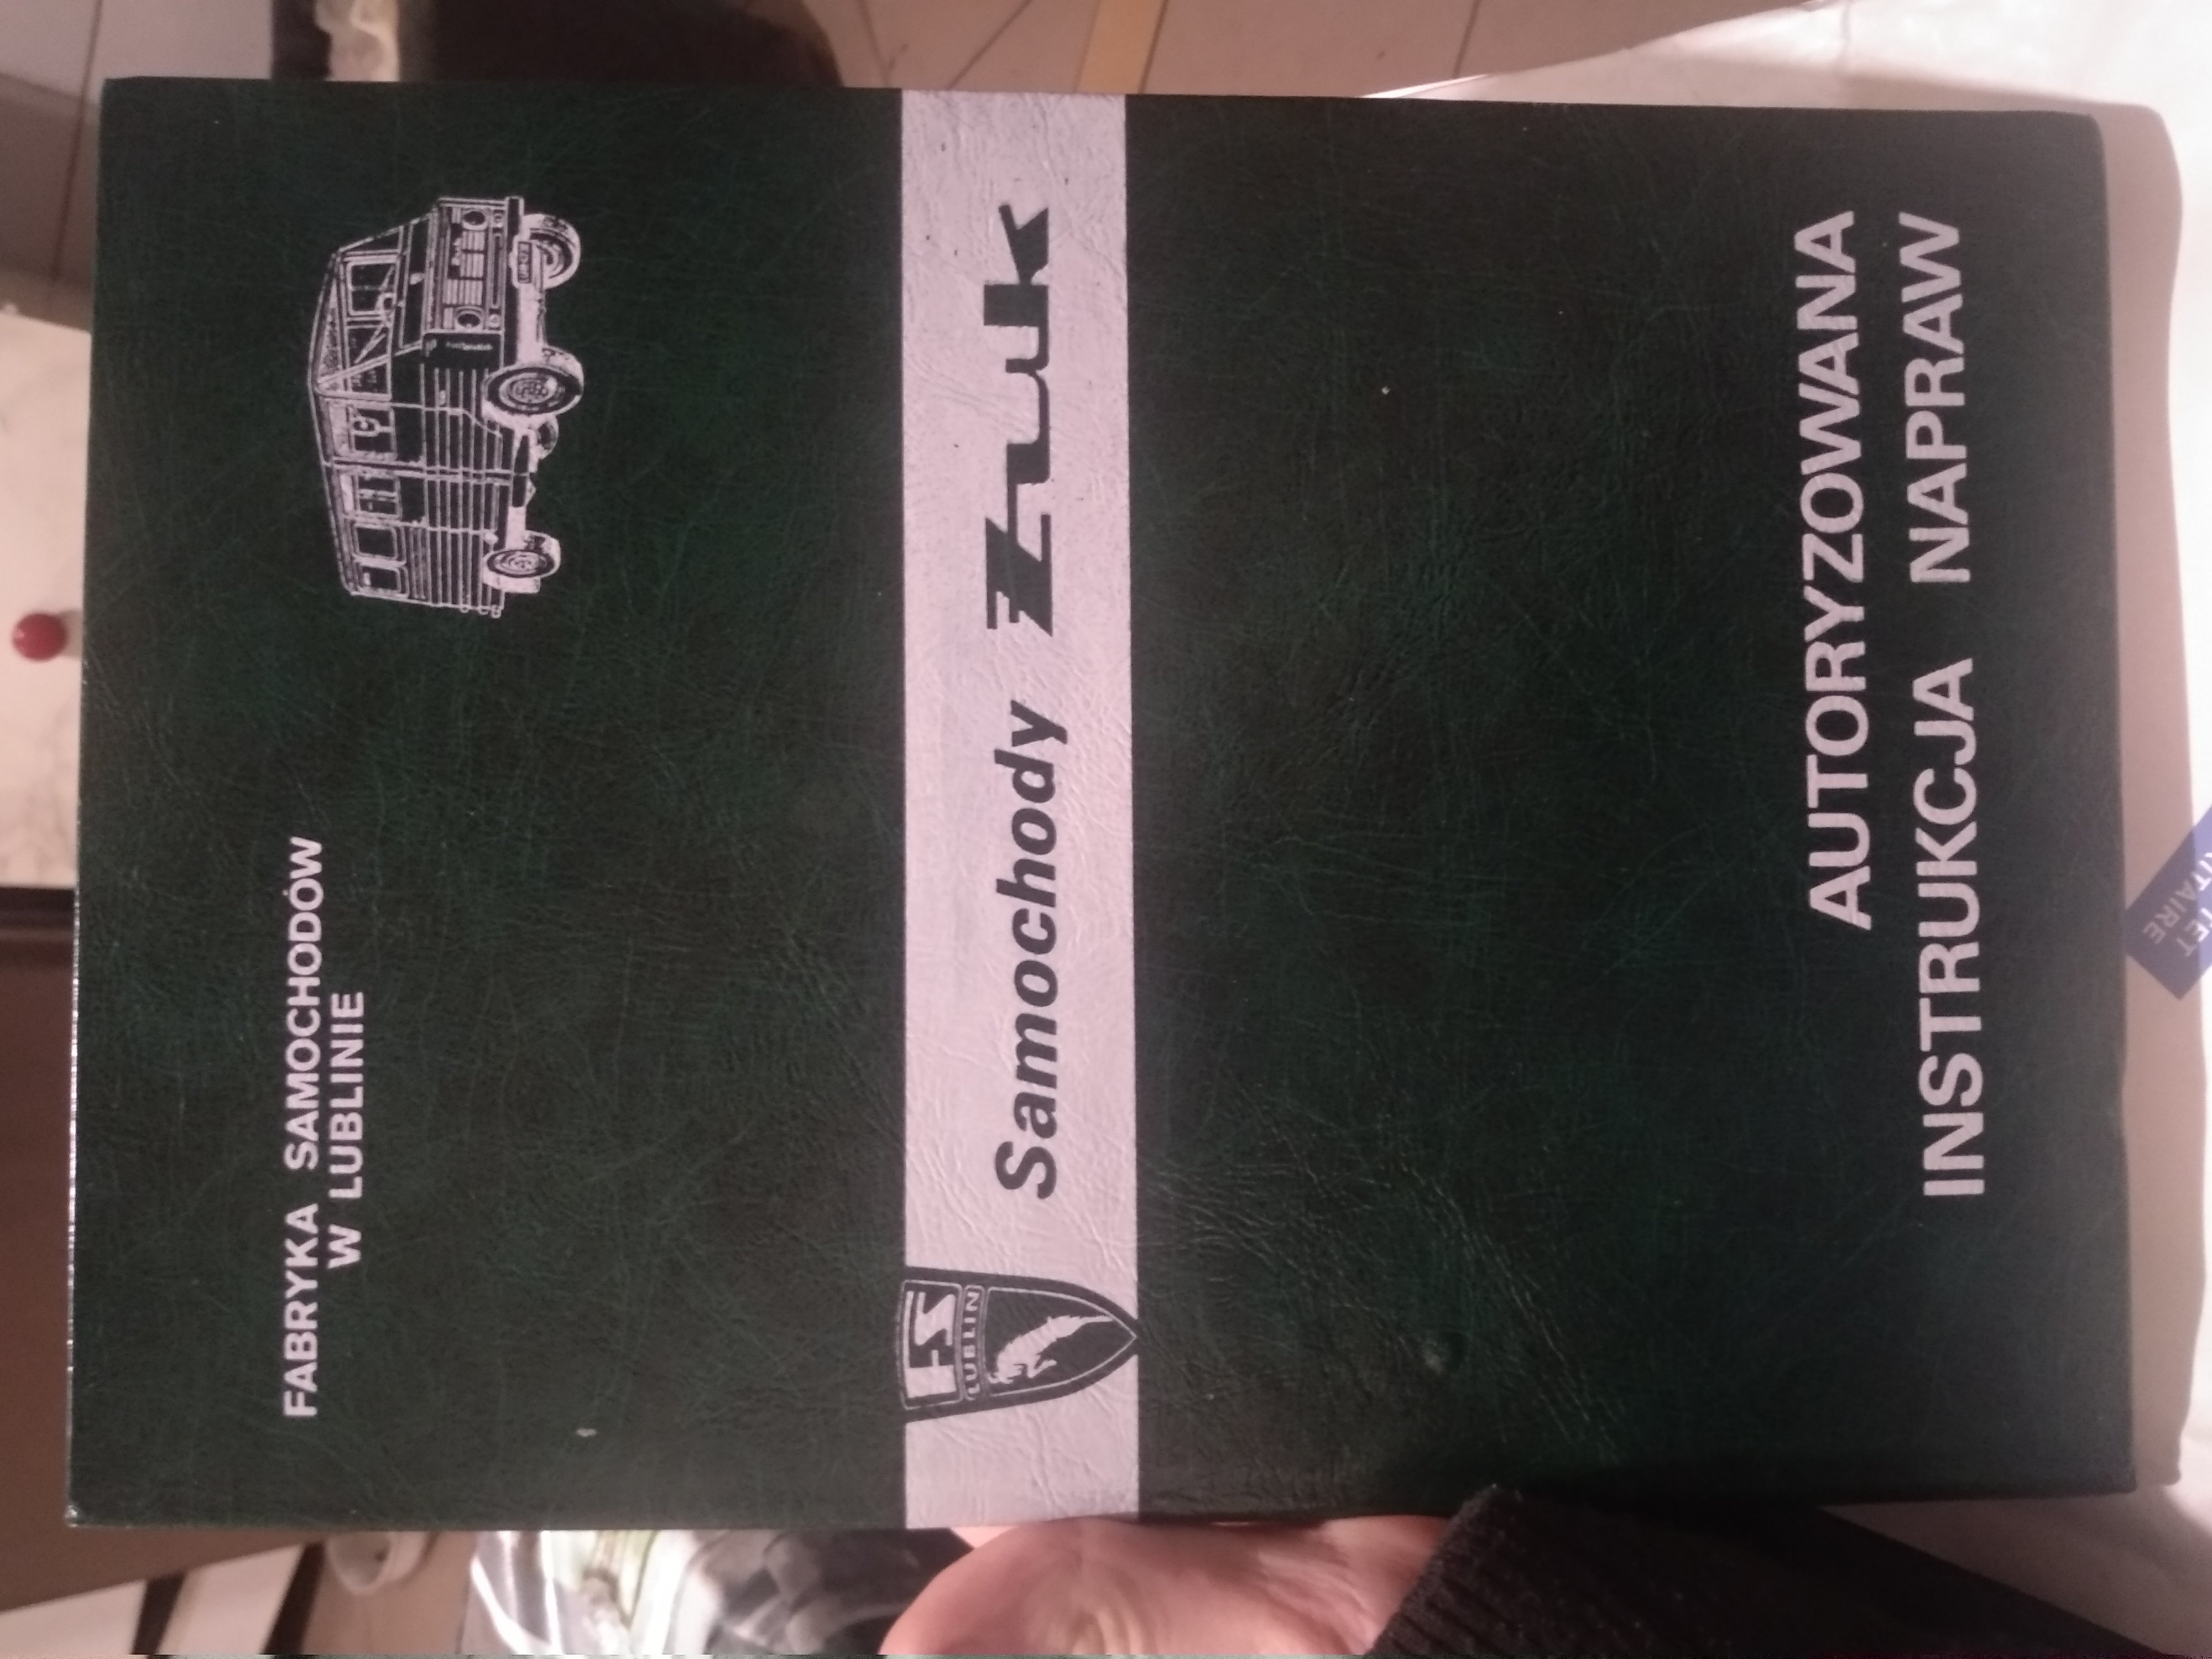 FABRYKA SAMOCHODÓW
W LUBLINIE
FS
LUBLIN
Samochody Żuk
AUTORYZOWANA
INSTRUKCJA NAPRAW